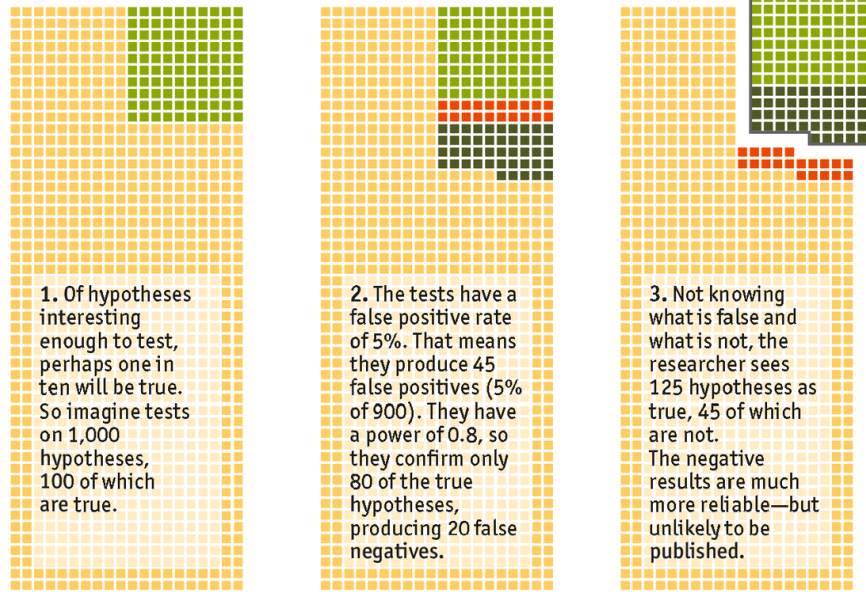 1. Of hypotheses
interesting
enough to test,
perhaps one in
ten will be true.
So imagine tests
on 1,000
hypotheses,
100 of which
are true.
2. The tests have a
false positive rate
of 5%. That means
they produce 45
false positives (5%
of 900). They have
a power of 0.8, so
they confirm only
80 of the true
hypotheses,
producing 20 false
negatives.
3. Not knowing
what is false and
what is not, the
researcher sees
125 hypotheses as
true, 45 of which
are not.
The negative
results are much
more reliable—but
unlikely to be
published.